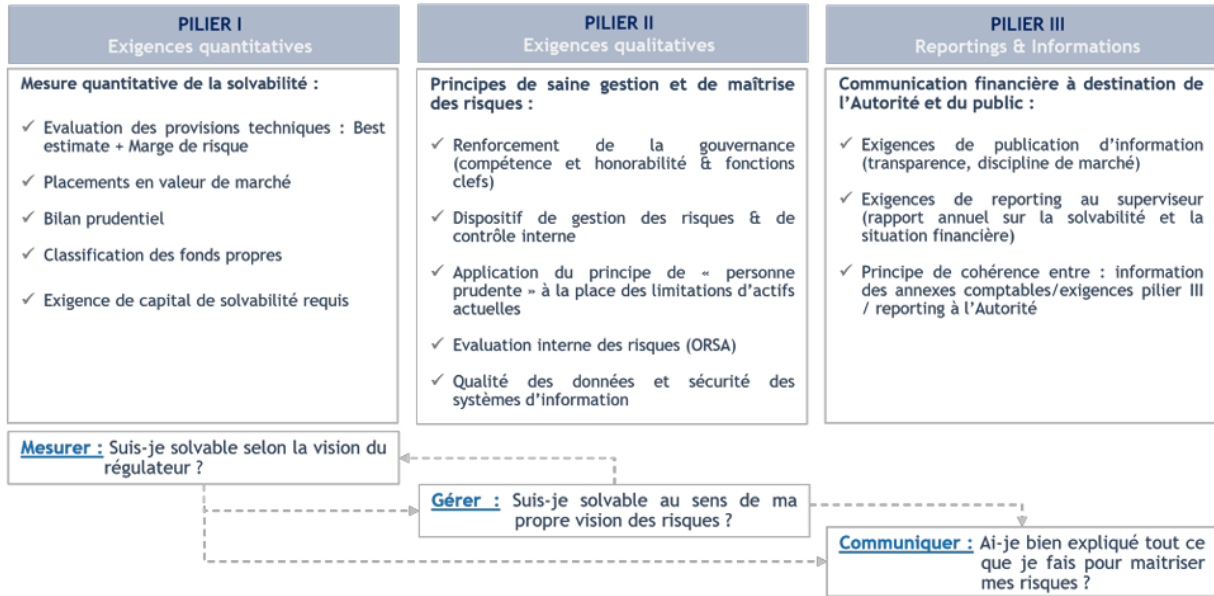 PILIER I
Exigences quantitatives
Mesure quantitative de la solvabilité :
✓ Evaluation des provisions techniques : Best
estimate + Marge de risque
✓ Placements en valeur de marché
✓ Bilan prudentiel
✓ Classification des fonds propres
✓ Exigence de capital de solvabilité requis
PILIER II
Exigences qualitatives
Principes de saine gestion et de maîtrise
des risques :
✓ Renforcement de la gouvernance
(compétence et honorabilité & fonctions
clefs)
✓ Dispositif de gestion des risques & de
contrôle interne
✓ Application du principe de « personne
prudente » à la place des limitations d'actifs
actuelles
✓ Evaluation interne des risques (ORSA)
✓ Qualité des données et sécurité des
systèmes d'information
PILIER III
Reportings & Informations
Communication financière à destination de
l'Autorité et du public :
✓ Exigences de publication d'information
(transparence, discipline de marché)
✓ Exigences de reporting au superviseur
(rapport annuel sur la solvabilité et la
situation financière)
✓ Principe de cohérence entre : information
des annexes comptables/exigences pilier III
/ reporting à l'Autorité
Mesurer : Suis-je solvable selon la vision du
régulateur ?
Gérer : Suis-je solvable au sens de ma
propre vision des risques ?
Communiquer : Ai-je bien expliqué tout ce
que je fais pour maitriser
mes risques ?